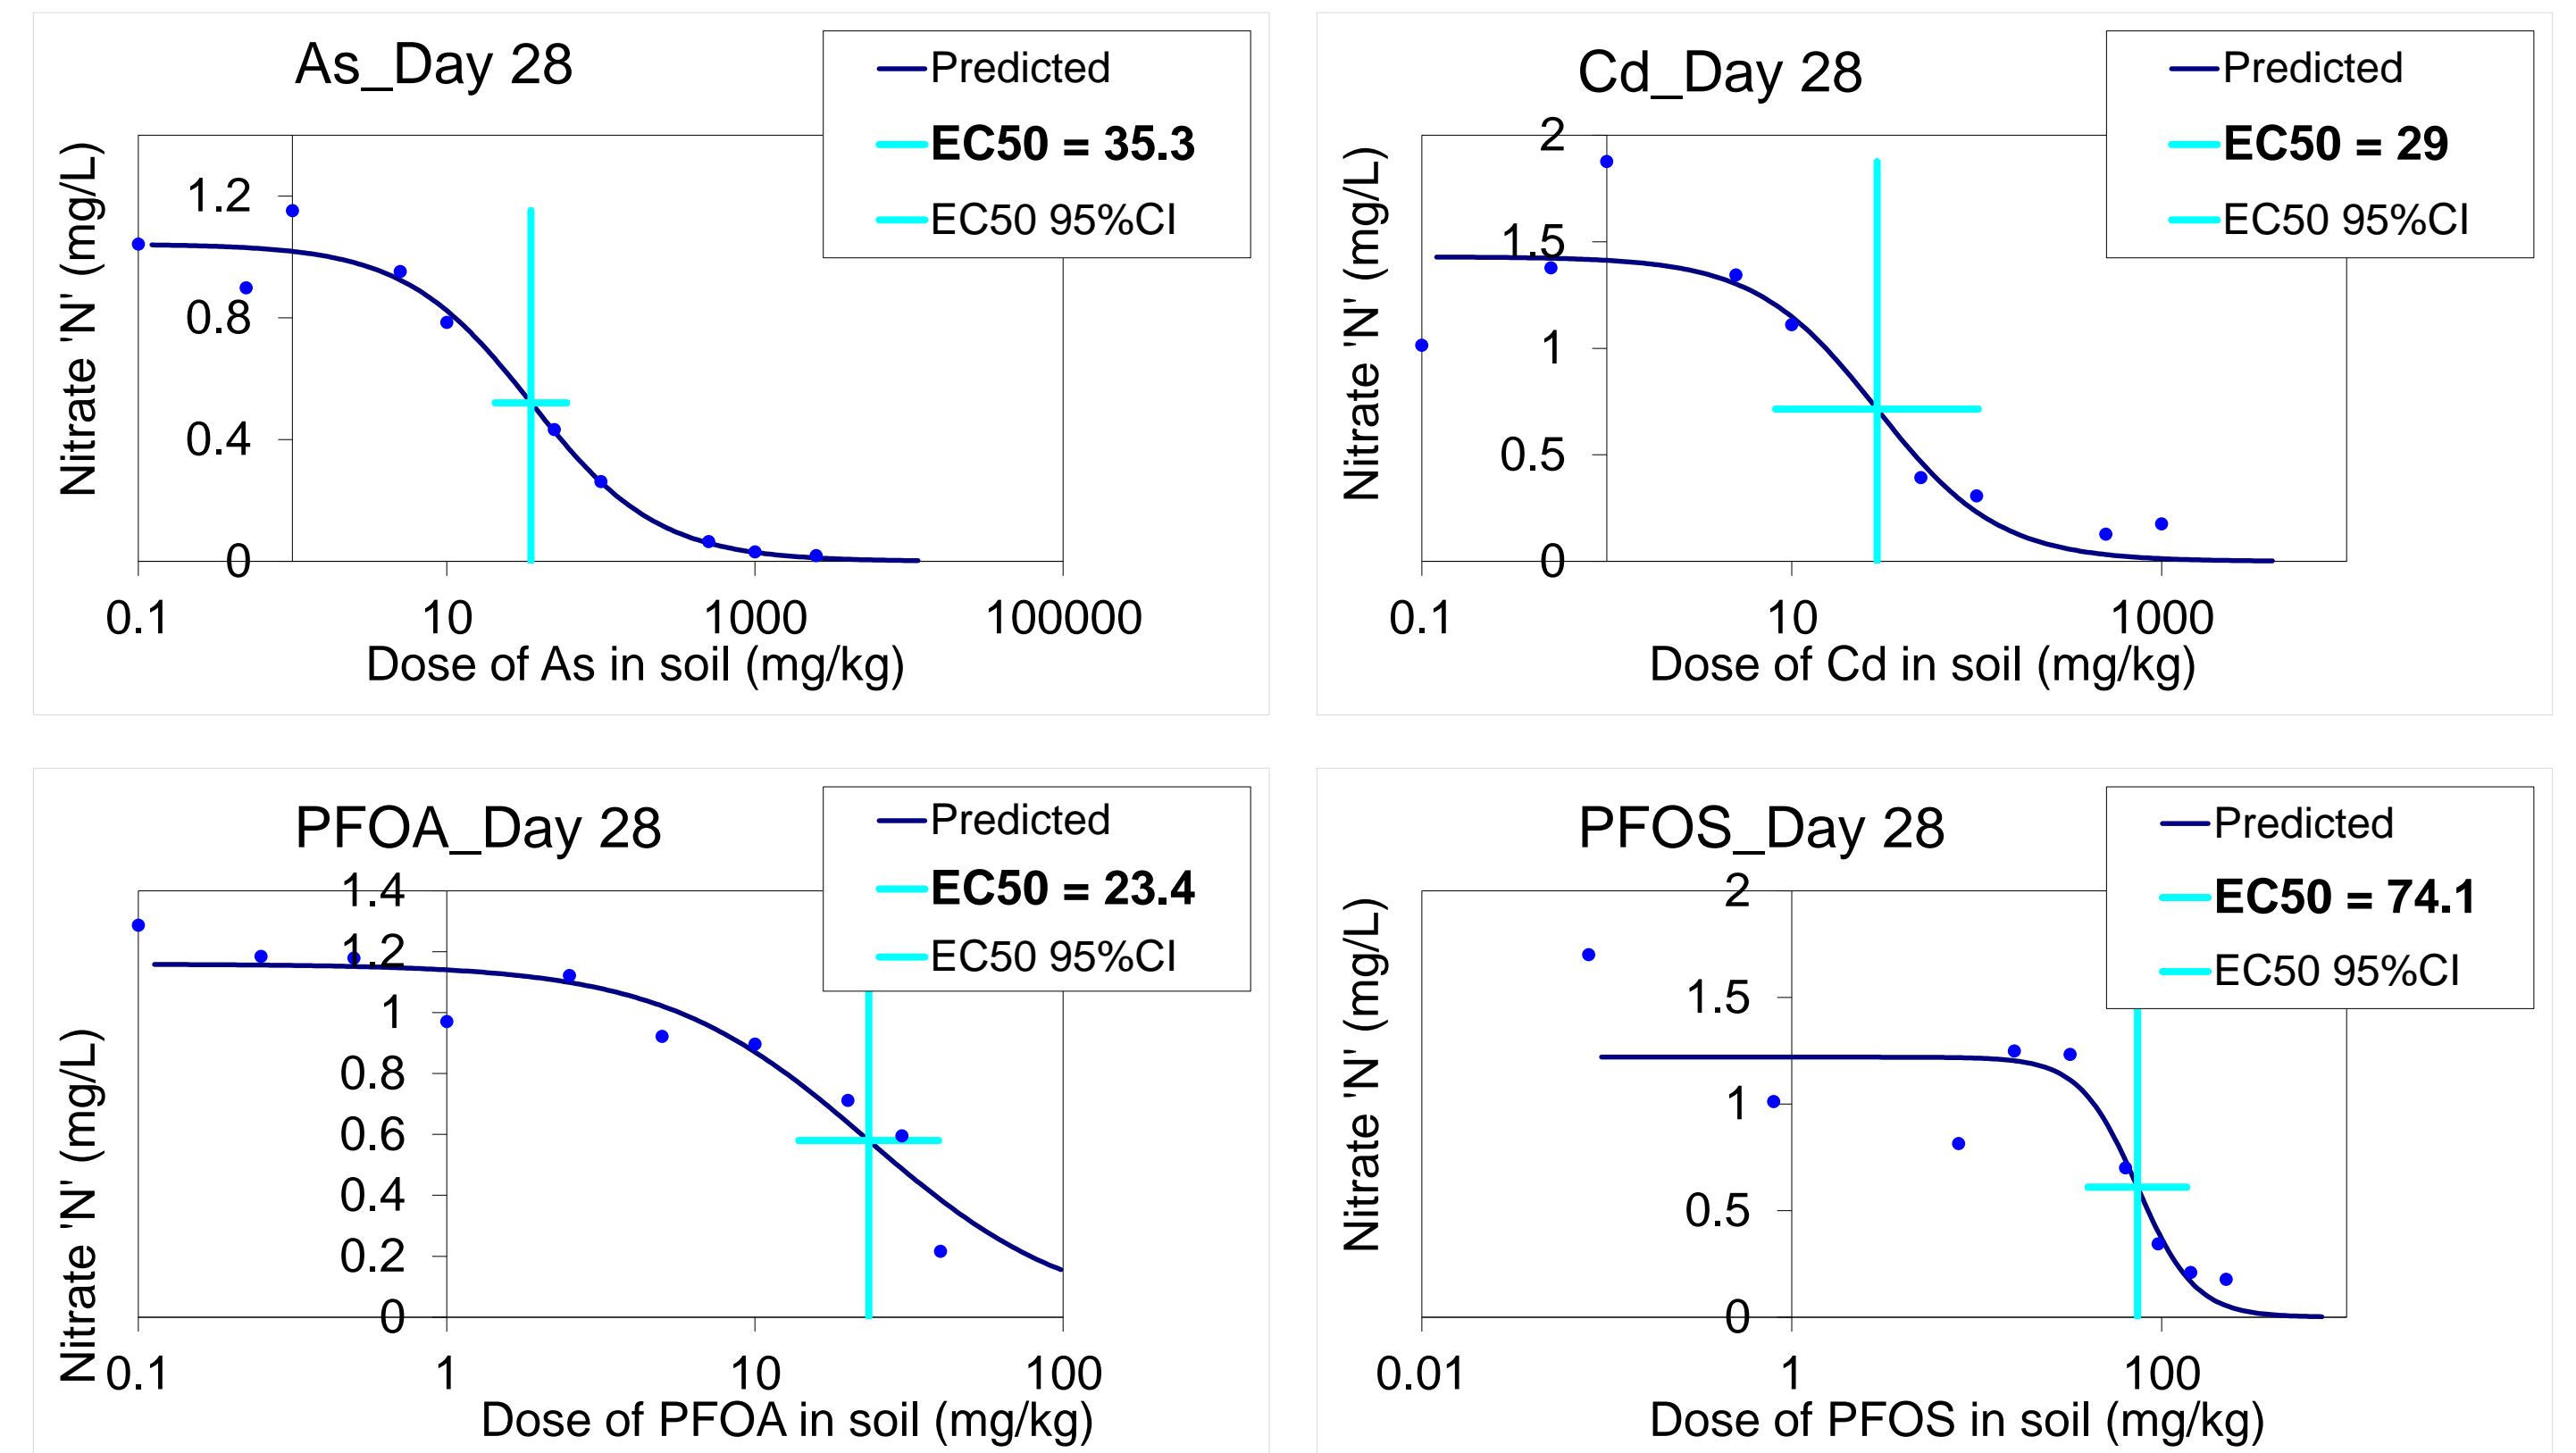 As_Day 28
Predicted
EC50 = 35.3
EC50 95%CI
Nitrate 'N' (mg/L)
1.2
0.8
0.4
0
0.1 10 1000 100000
Dose of As in soil (mg/kg)
Cd_Day 28
Predicted
EC50 = 29
EC50 95%CI
Nitrate 'N' (mg/L)
2
1.5
1
0.5
0
0.1 10 1000
Dose of Cd in soil (mg/kg)
PFOA_Day 28
Predicted
EC50 = 23.4
EC50 95%CI
Nitrate 'N' (mg/L)
1.4
1.2
1
0.8
0.6
0.4
0.2
0
0.1 1 10 100
Dose of PFOA in soil (mg/kg)
PFOS_Day 28
Predicted
EC50 = 74.1
EC50 95%CI
Nitrate 'N' (mg/L)
2
1.5
1
0.5
0
0.01 1 100
Dose of PFOS in soil (mg/kg)